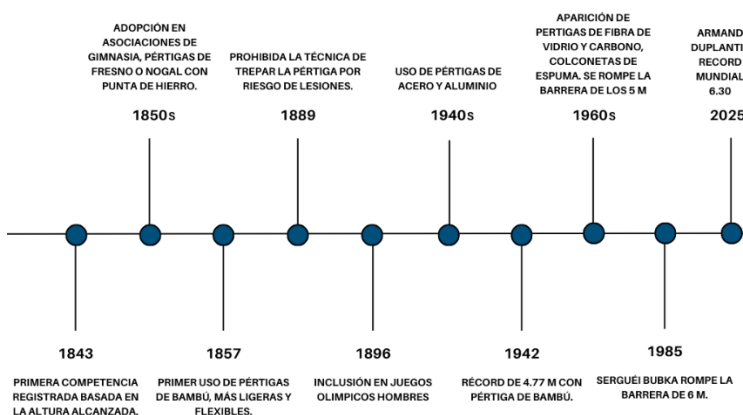 ADOPCIÓN EN
ASOCIACIONES DE
GIMNASIA, PÉRTIGAS DE
FRESNO O NOGAL CON
PUNTA DE HIERRO.
1850s
PROHIBIDA LA TÉCNICA DE
TREPAR LA PÉRTIGA POR
RIESGO DE LESIONES.
1889
USO DE PÉRTIGAS DE
ACERO Y ALUMINIO
1940s
APARICIÓN DE
PERTIGAS DE FIBRA DE
VIDRIO Y CARBONO,
COLCONETAS DE
ESPUMA. SE ROMPE LA
BARRERA DE LOS 5 M
1960s
ARMAND
DUPLANTI
RECORD
MUNDIAL
6.30
2025
1843
PRIMERA COMPETENCIA
REGISTRADA BASADA EN
LA ALTURA ALCANZADA.
1857
PRIMER USO DE PÉRTIGAS
DE BAMBÚ, MÁS LIGERAS Y
FLEXIBLES.
1896
INCLUSIÓN EN JUEGOS
OLIMPICOS HOMBRES
1942
RÉCORD DE 4.77 M CON
PÉRTIGA DE BAMBÚ.
1985
SERGUÉI BUBKA ROMPE LA
BARRERA DE 6 M.